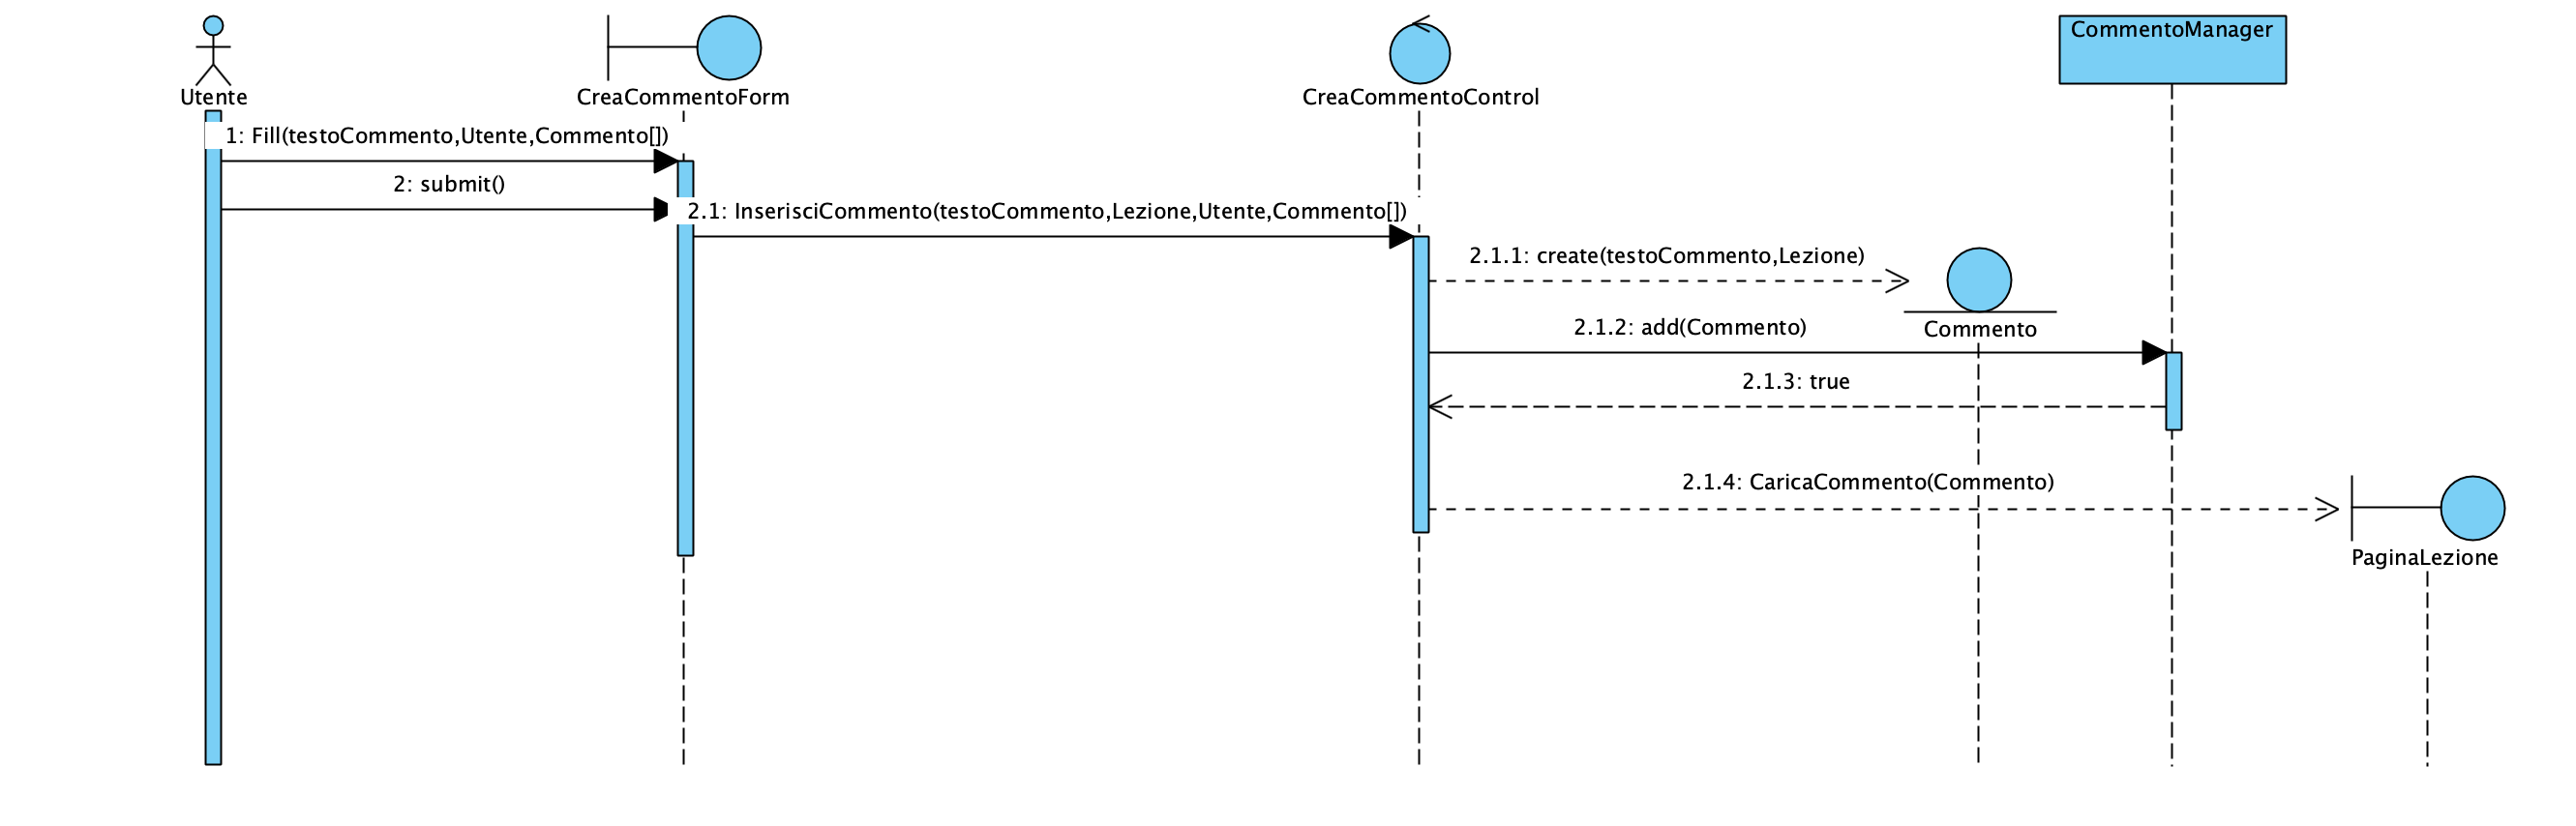 CommentoManager
Utente
CreaCommentoForm
CreaCommentoControl
1: Fill(testoCommento,Utente,Commento[])
2: submit()
2.1: InserisciCommento(testoCommento,Lezione,Utente,Commento[])
2.1.1: create(testoCommento,Lezione)
Commento
2.1.2: add(Commento)
2.1.3: true
2.1.4: CaricaCommento(Commento)
PaginaLezione